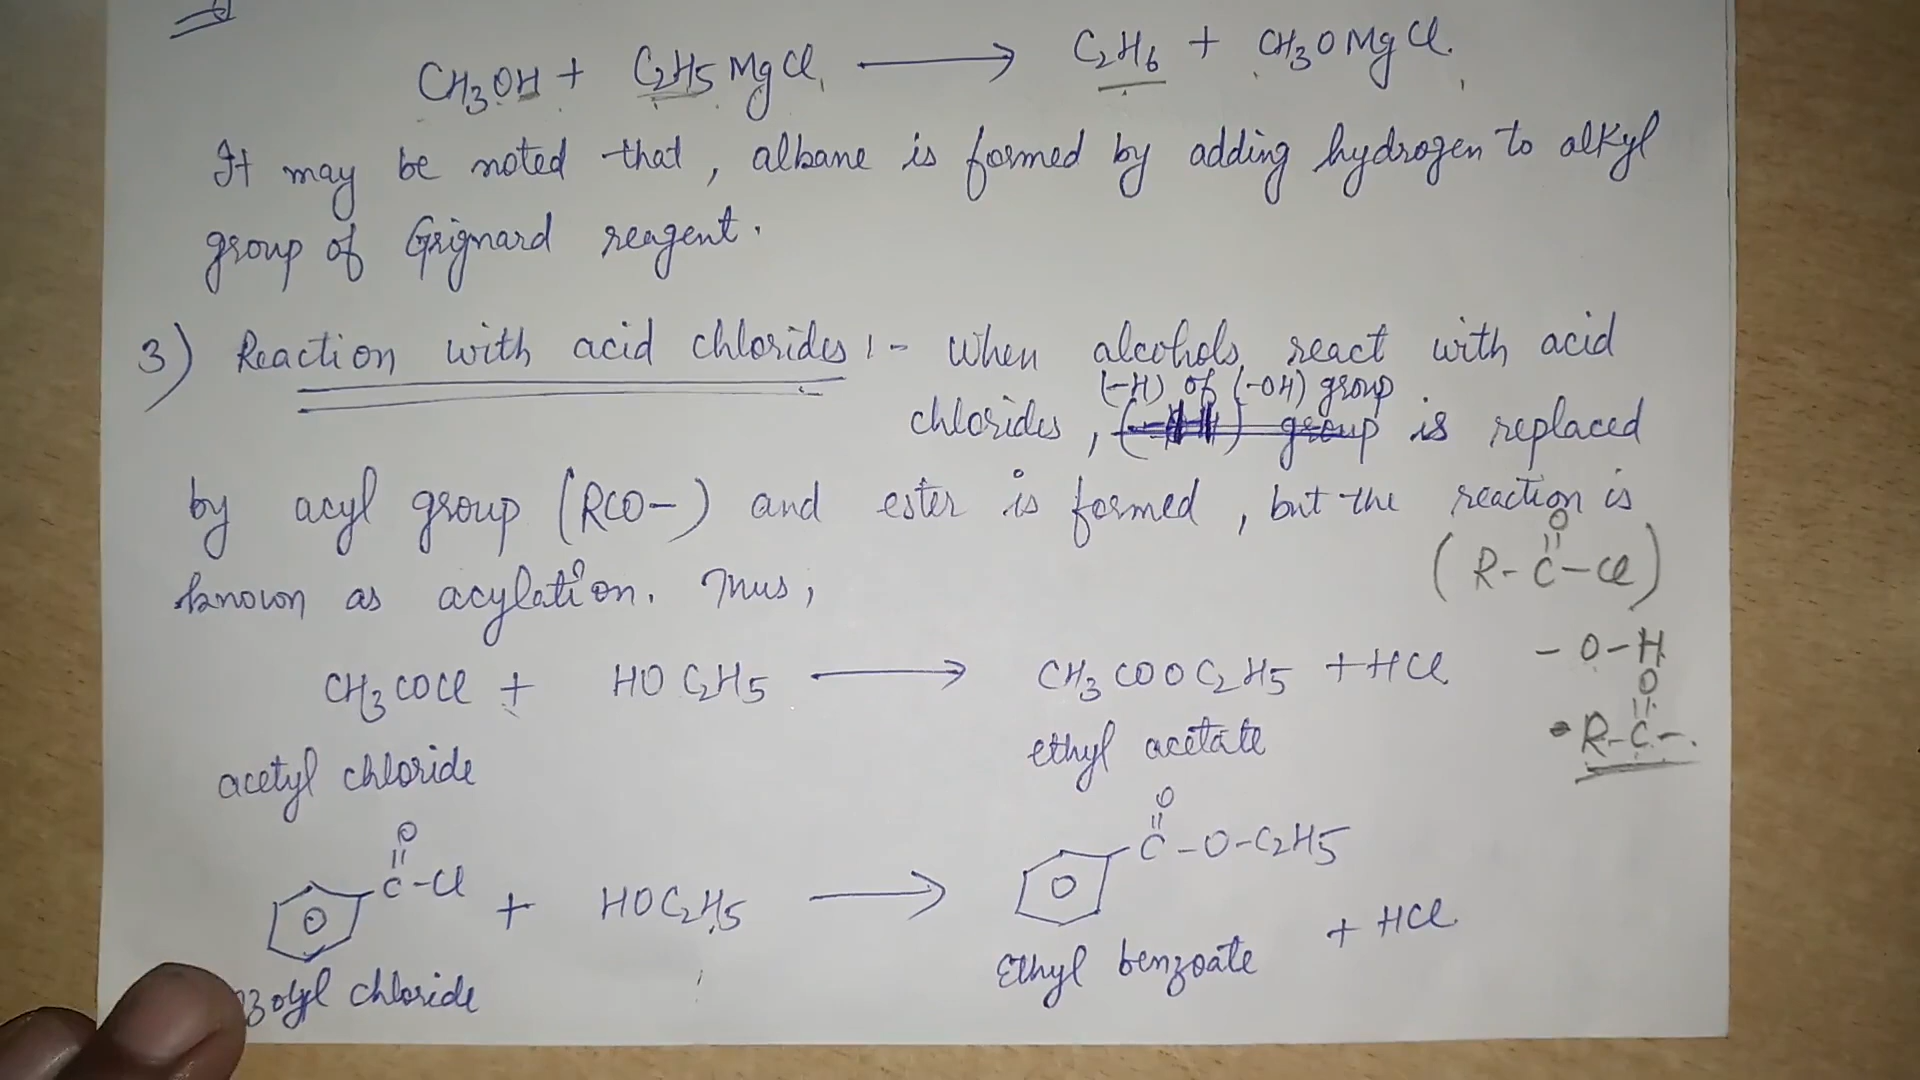 CH3OH + C2H5MgCl ⟶ C2H6 + CH3OMgCl.
It may be noted that, albane is formed by adding hydrogen to alkyl
group of Grignard reagent.
3) Reaction with acid chlorides :- When alcohols, react with acid
(-H) of (-OH) group
chlorides, group is replaced
by acyl group (RCO-) and ester is formed, but the reaction is
known as acylation. Thus,
(R-C-Cl)
O
-O-H
CH3COCl + HOC2H5 ⟶ CH3COOC2H5 + HCl
O
R-C-.
acetyl chloride ethyl acetate
O
C-O-C2H5
O
C-Cl + HOC2H5 ⟶
+ HCl
chloride Ethyl benzoate